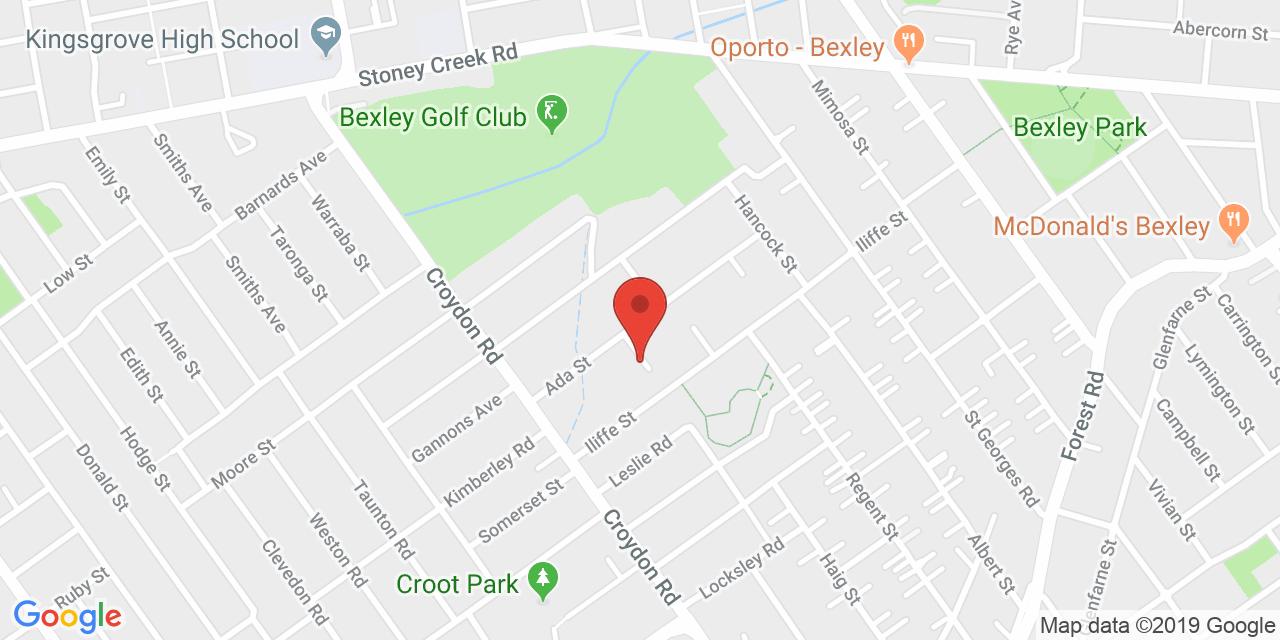 Kingsgrove High School
Stoney Creek Rd
Oporto - Bexley
Rye Av
Abercorn St
Bexley Golf Club
Mimosa St
Bexley Park
Emily St
Smiths Ave
Barnards Ave
Warraba St
Hancock St
Iliffe St
McDonald's Bexley
Low St
Taronga St
Smiths Ave
Croydon Rd
Annie St
Edith St
Ada St
Glenfarne St
Carrington St
Lymington St
Forest Rd
Gannons Ave
Iliffe St
St Georges Rd
Campbell St
Hodge St
Donald St
Moore St
Kimberley Rd
Leslie Rd
Somerset St
Regent St
Vivian St
Taunton Rd
Weston Rd
Croydon Rd
Clevedon Rd
Croot Park
Locksley Rd
Haig St
Albert St
Glenfarne St
Ruby St
Google
Map data ©2019 Google